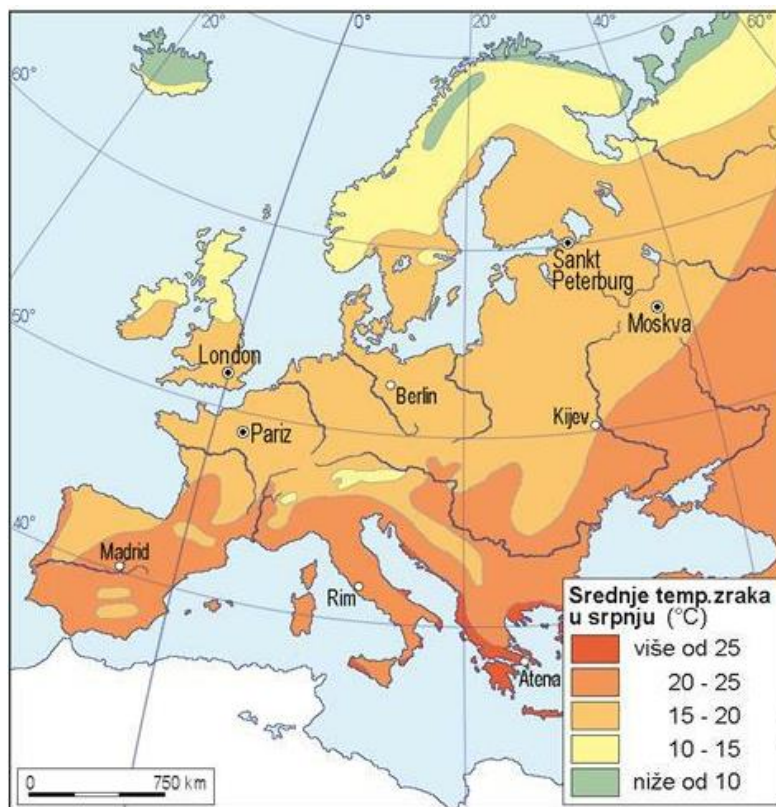 20°
0°
20°
40°
60°
60°
50°
40°
Sankt
Peterburg
Moskva
London
Berlin
Kijev
Pariz
Madrid
Rim
Atena
Srednje temp.zraka
u srpnju (°C)
više od 25
20 - 25
15 - 20
10 - 15
niže od 10
0 750 km